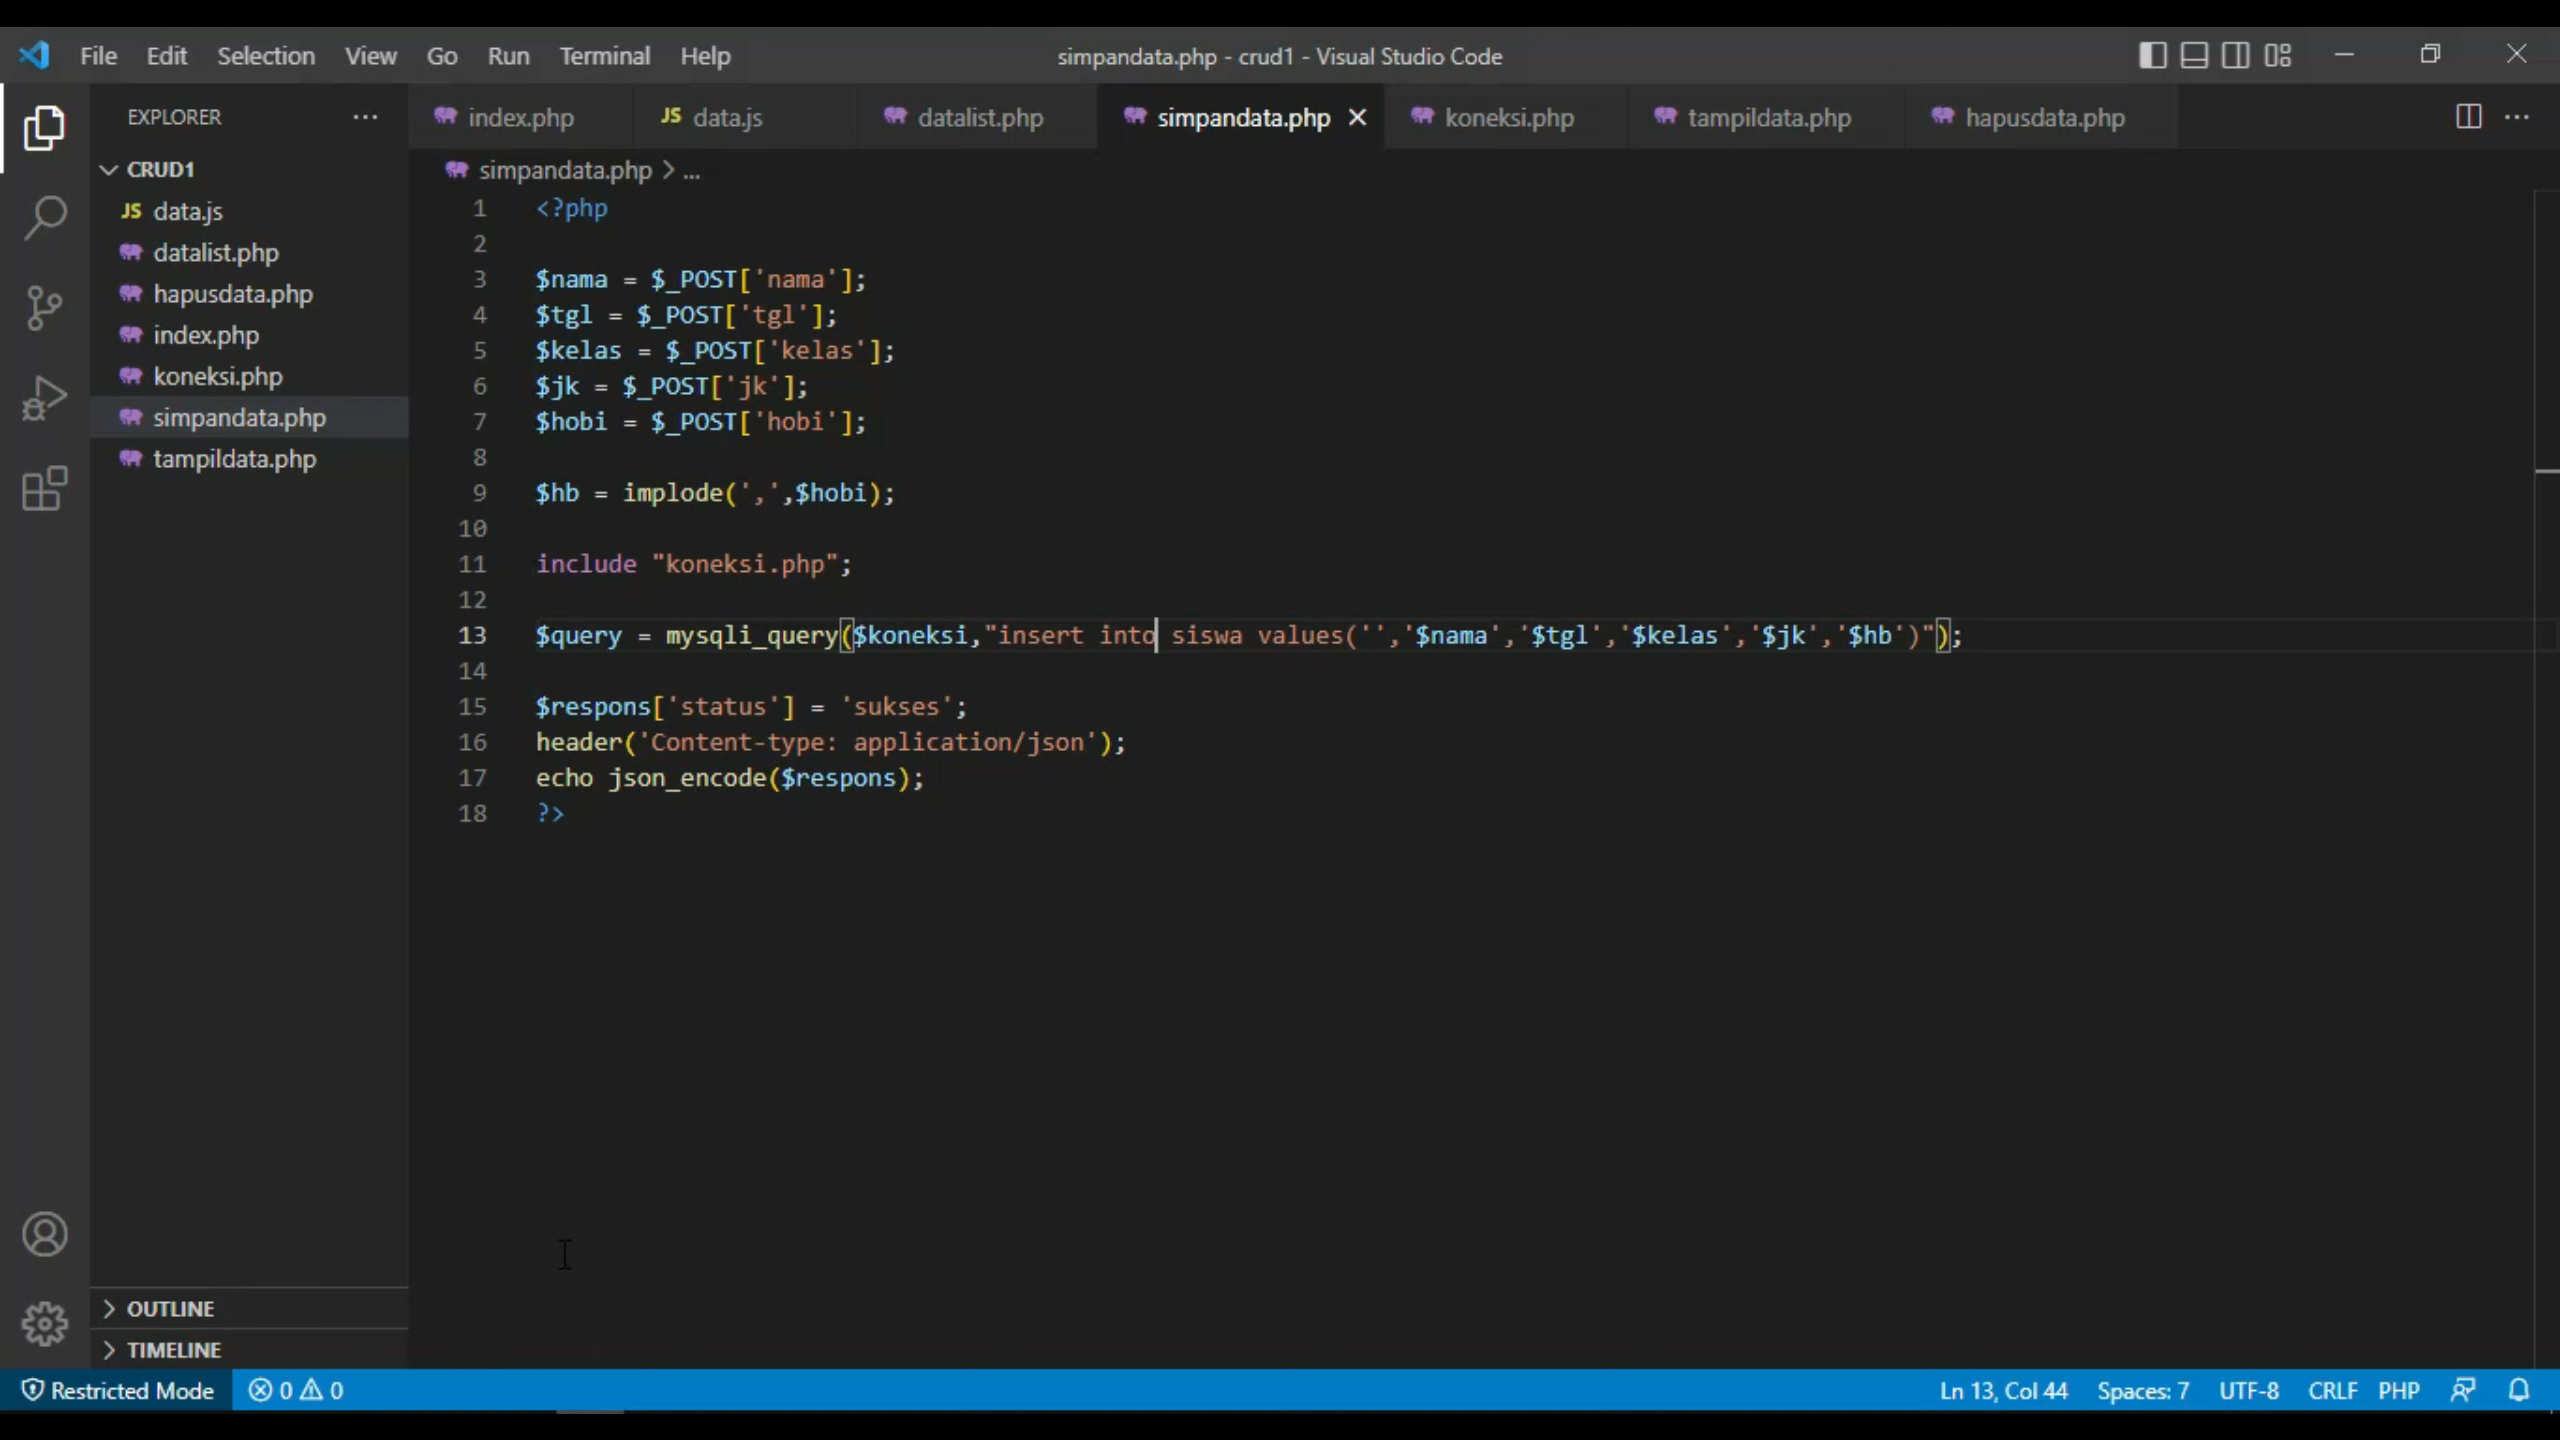 File Edit Selection View Go Run Terminal Help
simpandata.php - crud1 - Visual Studio Code
EXPLORER
CRUD1
JS data.js
datalist.php
hapusdata.php
index.php
koneksi.php
simpandata.php
tampildata.php
OUTLINE
TIMELINE
index.php JS data.js datalist.php simpandata.php koneksi.php tampildata.php hapusdata.php
simpandata.php > ...
1 <?php
2
3 $nama = $_POST['nama'];
4 $tgl = $_POST['tgl'];
5 $kelas = $_POST['kelas'];
6 $jk = $_POST['jk'];
7 $hobi = $_POST['hobi'];
8
9 $hb = implode(',',$hobi);
10
11 include "koneksi.php";
12
13 $query = mysqli_query($koneksi,"insert into siswa values('','$nama','$tgl','$kelas','$jk','$hb')");
14
15 $respons['status'] = 'sukses';
16 header('Content-type: application/json');
17 echo json_encode($respons);
18 ?>
Restricted Mode 0 0 Ln 13, Col 44 Spaces: 7 UTF-8 CRLF PHP